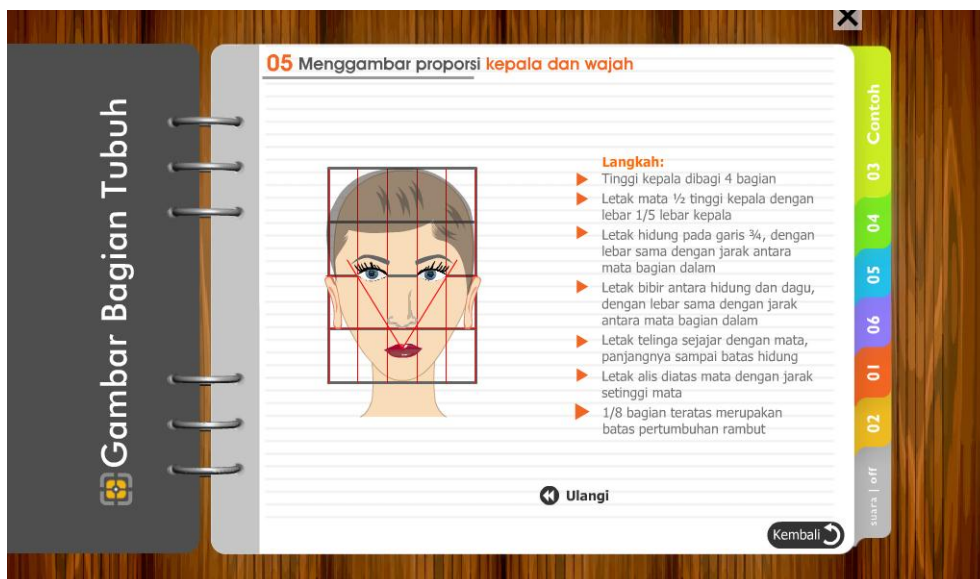 Gambar Bagian Tubuh
05 Menggambar proporsi kepala dan wajah
Langkah:
Tinggi kepala dibagi 4 bagian
Letak mata ½ tinggi kepala dengan
lebar 1/5 lebar kepala
Letak hidung pada garis ¾, dengan
lebar sama dengan jarak antara
mata bagian dalam
Letak bibir antara hidung dan dagu,
dengan lebar sama dengan jarak
antara mata bagian dalam
Letak telinga sejajar dengan mata,
panjangnya sampai batas hidung
Letak alis diatas mata dengan jarak
setinggi mata
1/8 bagian teratas merupakan
batas pertumbuhan rambut
Ulangi
Kembali
03 Contoh
04
05
06
01
02
suara | off